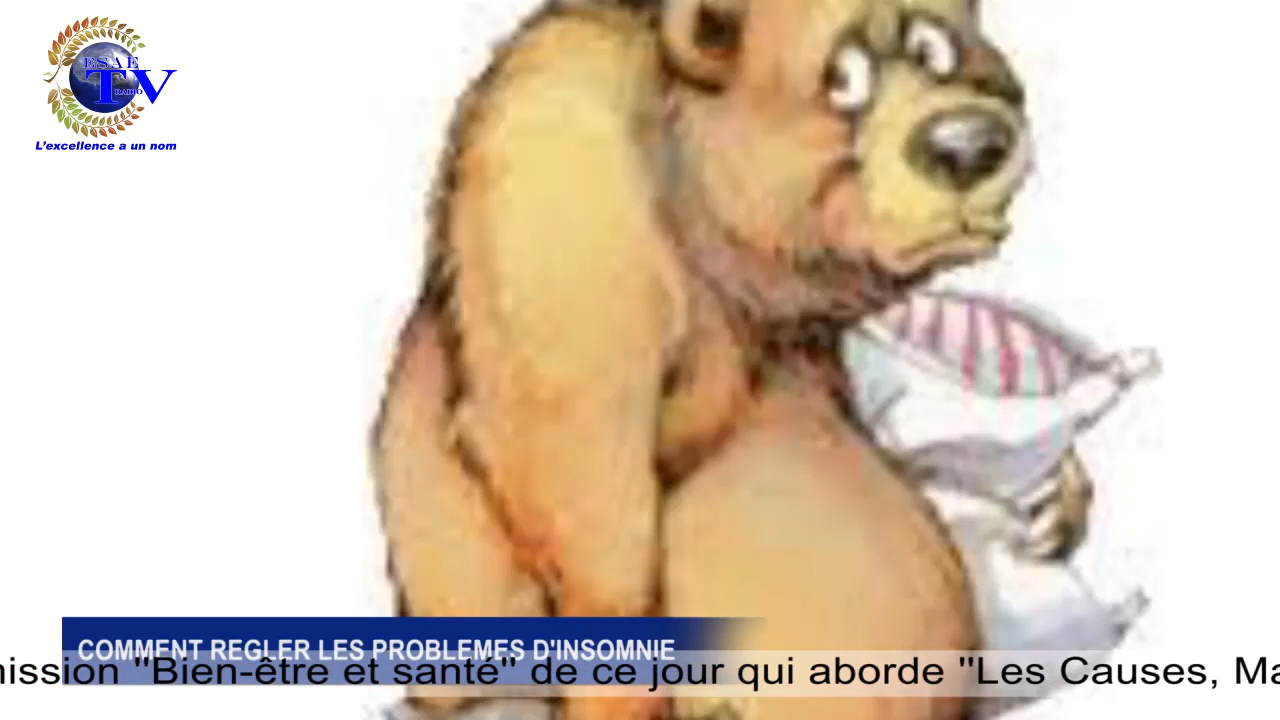 ESAE
TV
RADIO
L'excellence a un nom
COMMENT REGLER LES PROBLEMES D'INSOMNIE
ission "Bien-être et santé" de ce jour qui aborde "Les Causes, Ma